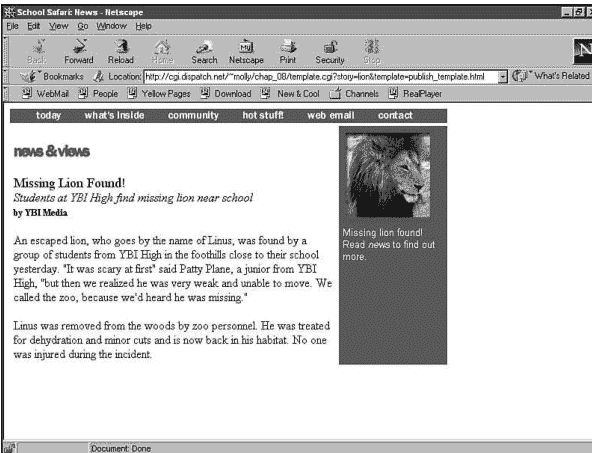 School Safari: News - Netscape
File Edit View Go Window Help
Back Forward Reload Home Search Netscape Print Security Stop
Bookmarks Location: http://cgi.dispatch.net/~molly/chap_08/template.cgi?story=lion&template=publish_template.html What's Related
WebMail People Yellow Pages Download New & Cool Channels RealPlayer
today what's inside community hot stuff! web email contact
news & views
Missing Lion Found!
Students at YBI High find missing lion near school
by YBI Media
An escaped lion, who goes by the name of Linus, was found by a
group of students from YBI High in the foothills close to their school
yesterday. "It was scary at first" said Patty Plane, a junior from YBI
High, "but then we realized he was very weak and unable to move. We
called the zoo, because we'd heard he was missing."
Linus was removed from the woods by zoo personnel. He was treated
for dehydration and minor cuts and is now back in his habitat. No one
was injured during the incident.
Missing lion found!
Read news to find out
more.
Document: Done